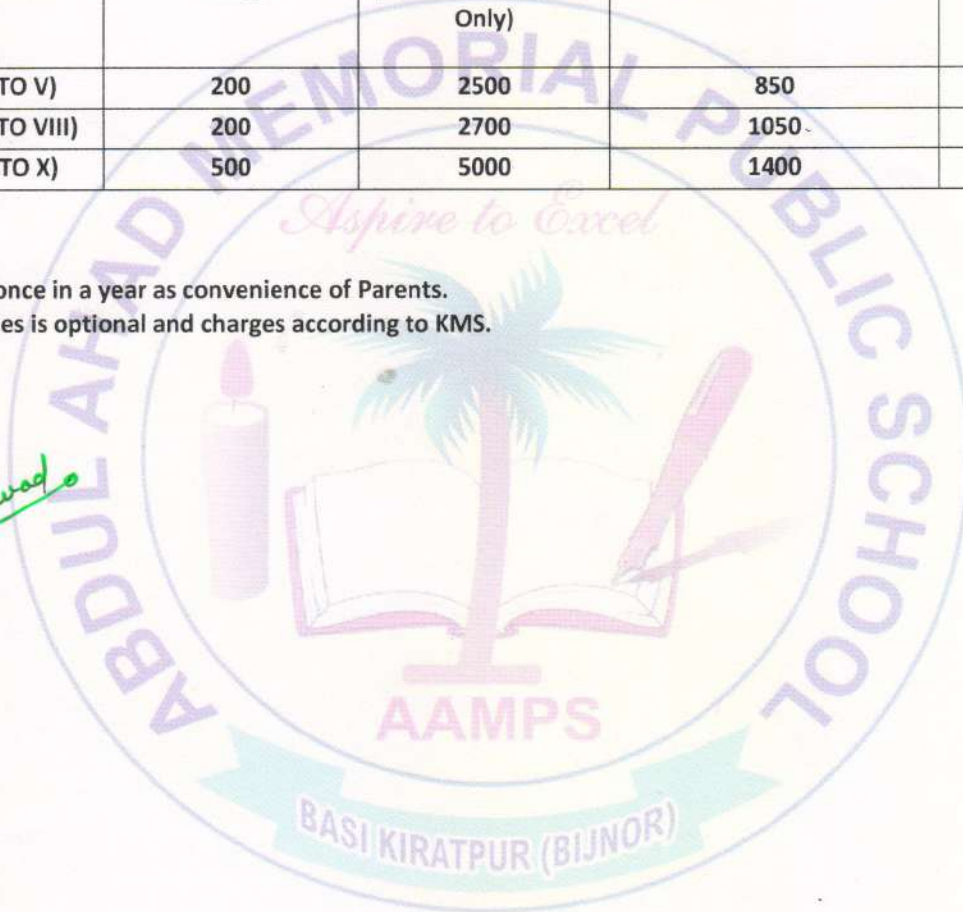 Only)
TO V) 200 2500 850
TO VIII) 200 2700 1050
TO X) 500 5000 1400
once in a year as convenience of Parents.
es is optional and charges according to KMS.
ABDUL AHAD MEMORIAL PUBLIC SCHOOL
Aspire to Excel
AAMPS
BASI KIRATPUR (BIJNOR)